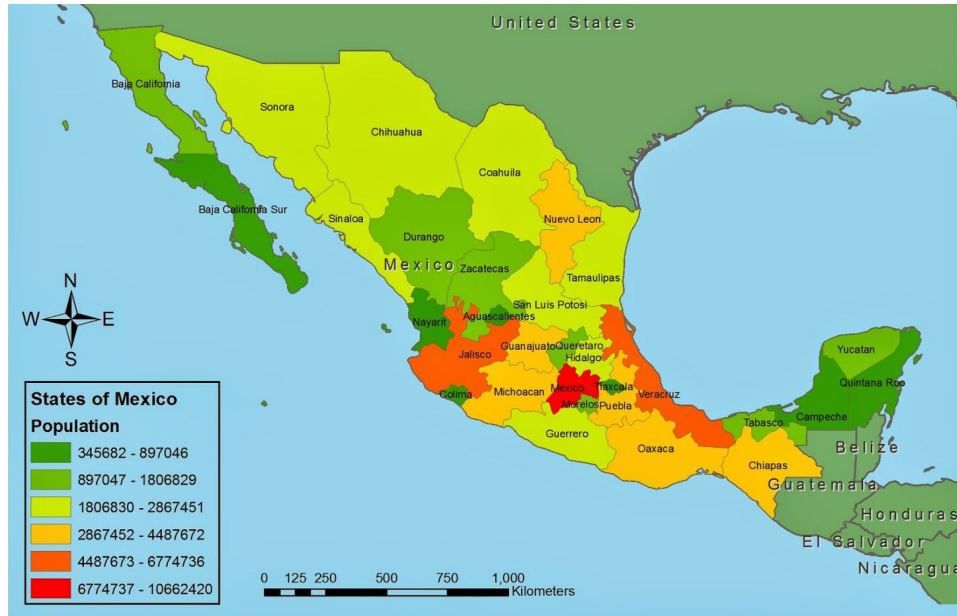 United States
Baja California
Sonora
Chihuahua
Coahuila
Baja California Sur
Sinaloa
Nuevo Leon
Durango
Mexico
Zacatecas
Tamaulipas
San Luis Potosi
Nayarit
Aguascalientes
Jalisco
Guanajuato
Queretaro
Hidalgo
Yucatan
Quintana Roo
Colima
Michoacan
Mexico
Tlaxcala
Morelos
Puebla
Veracruz
Campeche
Tabasco
Guerrero
Oaxaca
Chiapas
Belize
Guatemala
Honduras
El Salvador
Nicaragua
N
W
E
S
States of Mexico
Population
345682 - 897046
897047 - 1806829
1806830 - 2867451
2867452 - 4487672
4487673 - 6774736
6774737 - 10662420
0 125 250 500 750 1,000
Kilometers